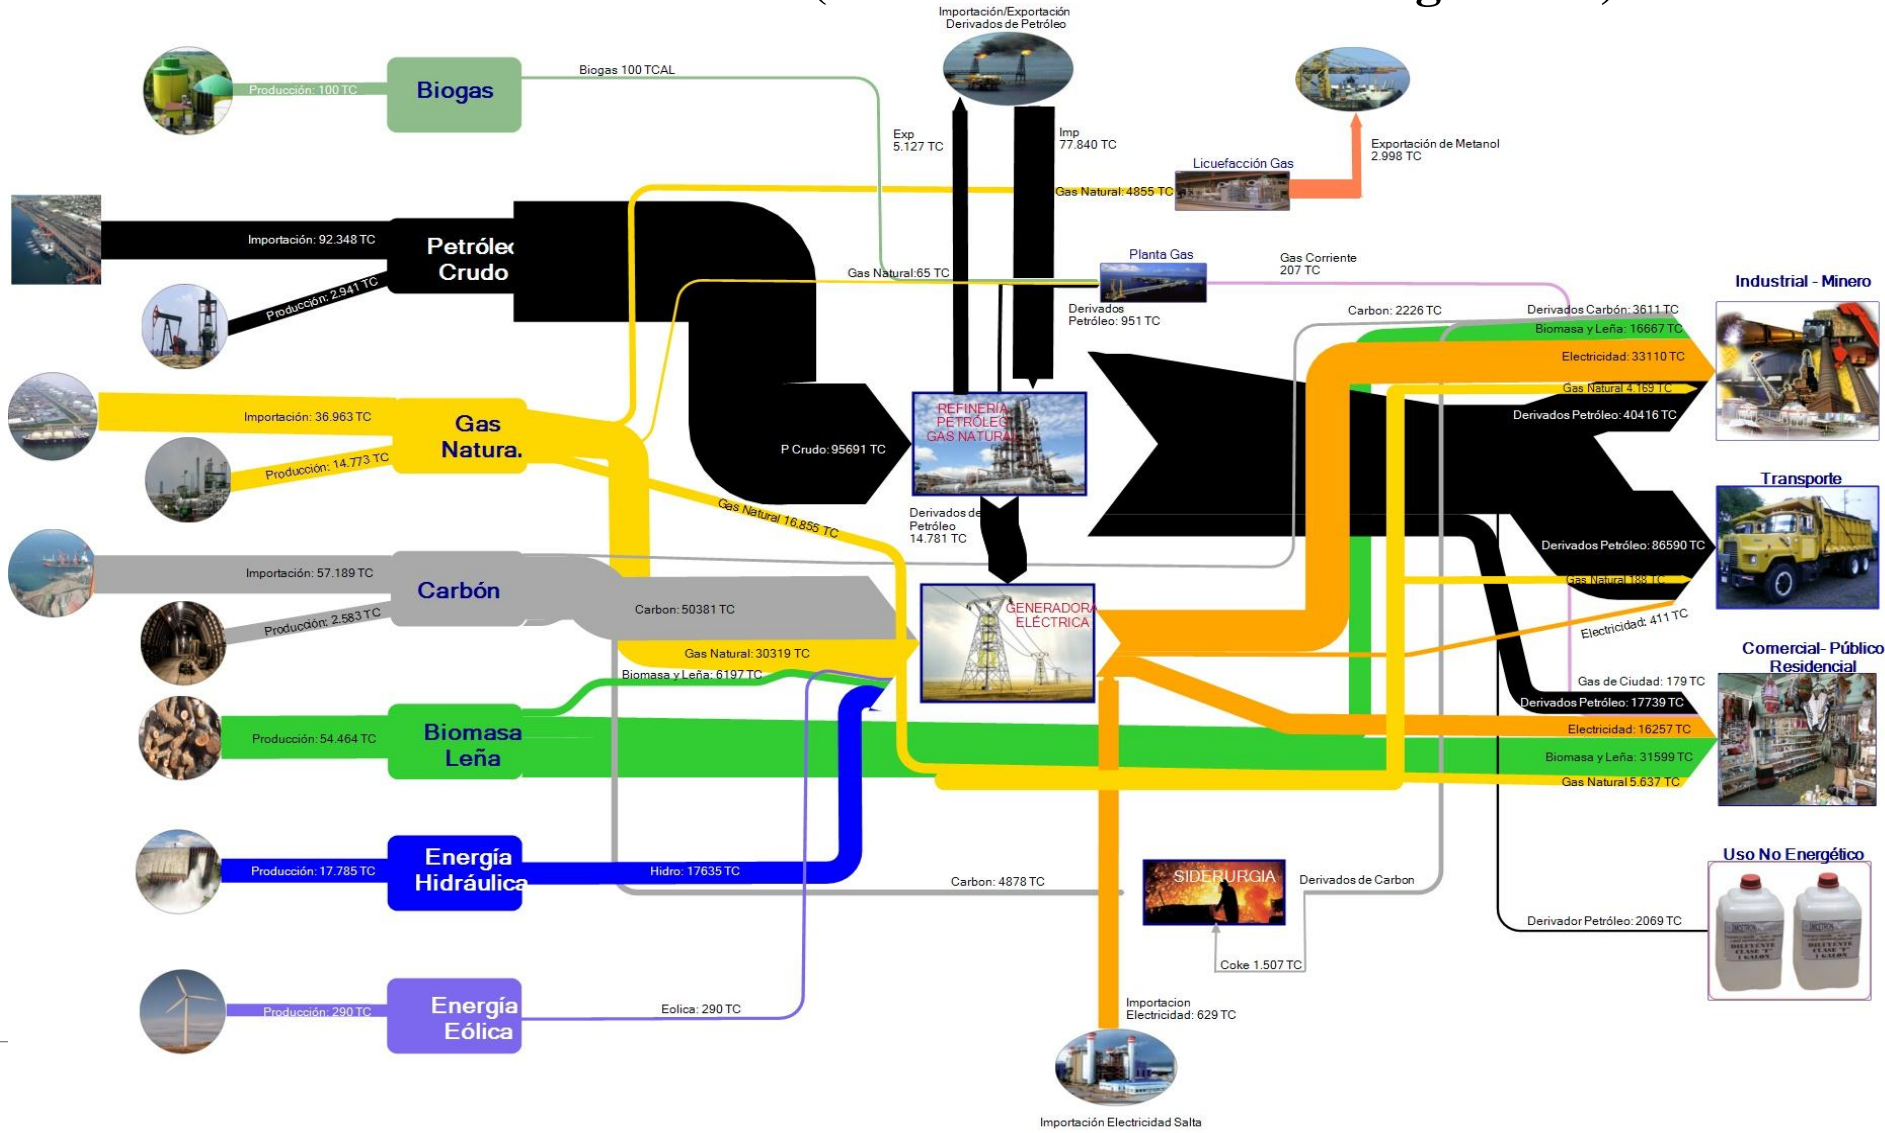 Importación/Exportación
Derivados de Petróleo
Biogas 100 TCAL
Producción: 100 TC
Biogas
Exp
5.127 TC
Imp
77.840 TC
Exportación de Metanol
2.998 TC
Licuefacción Gas
Gas Natural: 4855 TC
Importación: 92.348 TC
Petróleo
Crudo
Producción: 2.941 TC
Planta Gas
Gas Corriente
207 TC
Gas Natural:65 TC
Derivados
Petróleo: 951 TC
Industrial - Minero
Carbon: 2226 TC
Derivados Carbón: 3611 TC
Biomasa y Leña: 16667 TC
Electricidad: 33110 TC
Gas Natural 4.169 TC
Derivados Petróleo: 40416 TC
Importación: 36.963 TC
Gas
Natura.
Producción: 14.773 TC
P Crudo: 95691 TC
REFINERIA
PETRÓLEO
GAS NATURAL
Gas Natural 16.855 TC
Derivados de
Petróleo
14.781 TC
Transporte
Derivados Petróleo: 86590 TC
Gas Natural 188 TC
Electricidad: 411 TC
Importación: 57.189 TC
Carbón
Producción: 2.583 TC
Carbon: 50381 TC
GENERADORA
ELÉCTRICA
Gas Natural: 30319 TC
Biomasa y Leña: 6197 TC
Comercial- Público
Residencial
Gas de Ciudad: 179 TC
Derivados Petróleo: 17739 TC
Electricidad: 16257 TC
Biomasa y Leña: 31599 TC
Gas Natural 5.637 TC
Producción: 54.464 TC
Biomasa
Leña
Producción: 17.785 TC
Energía
Hidráulica
Hidro: 17635 TC
Carbon: 4878 TC
SIDERURGIA
Derivados de Carbon
Coke 1.507 TC
Uso No Energético
Derivador Petróleo: 2069 TC
DILUYENTE
CLASE
1 GALON
DILUYENTE
CLASE
1 GALON
Producción: 290 TC
Energía
Eólica
Eolica: 290 TC
Importacion
Electricidad: 629 TC
Importación Electricidad Salta